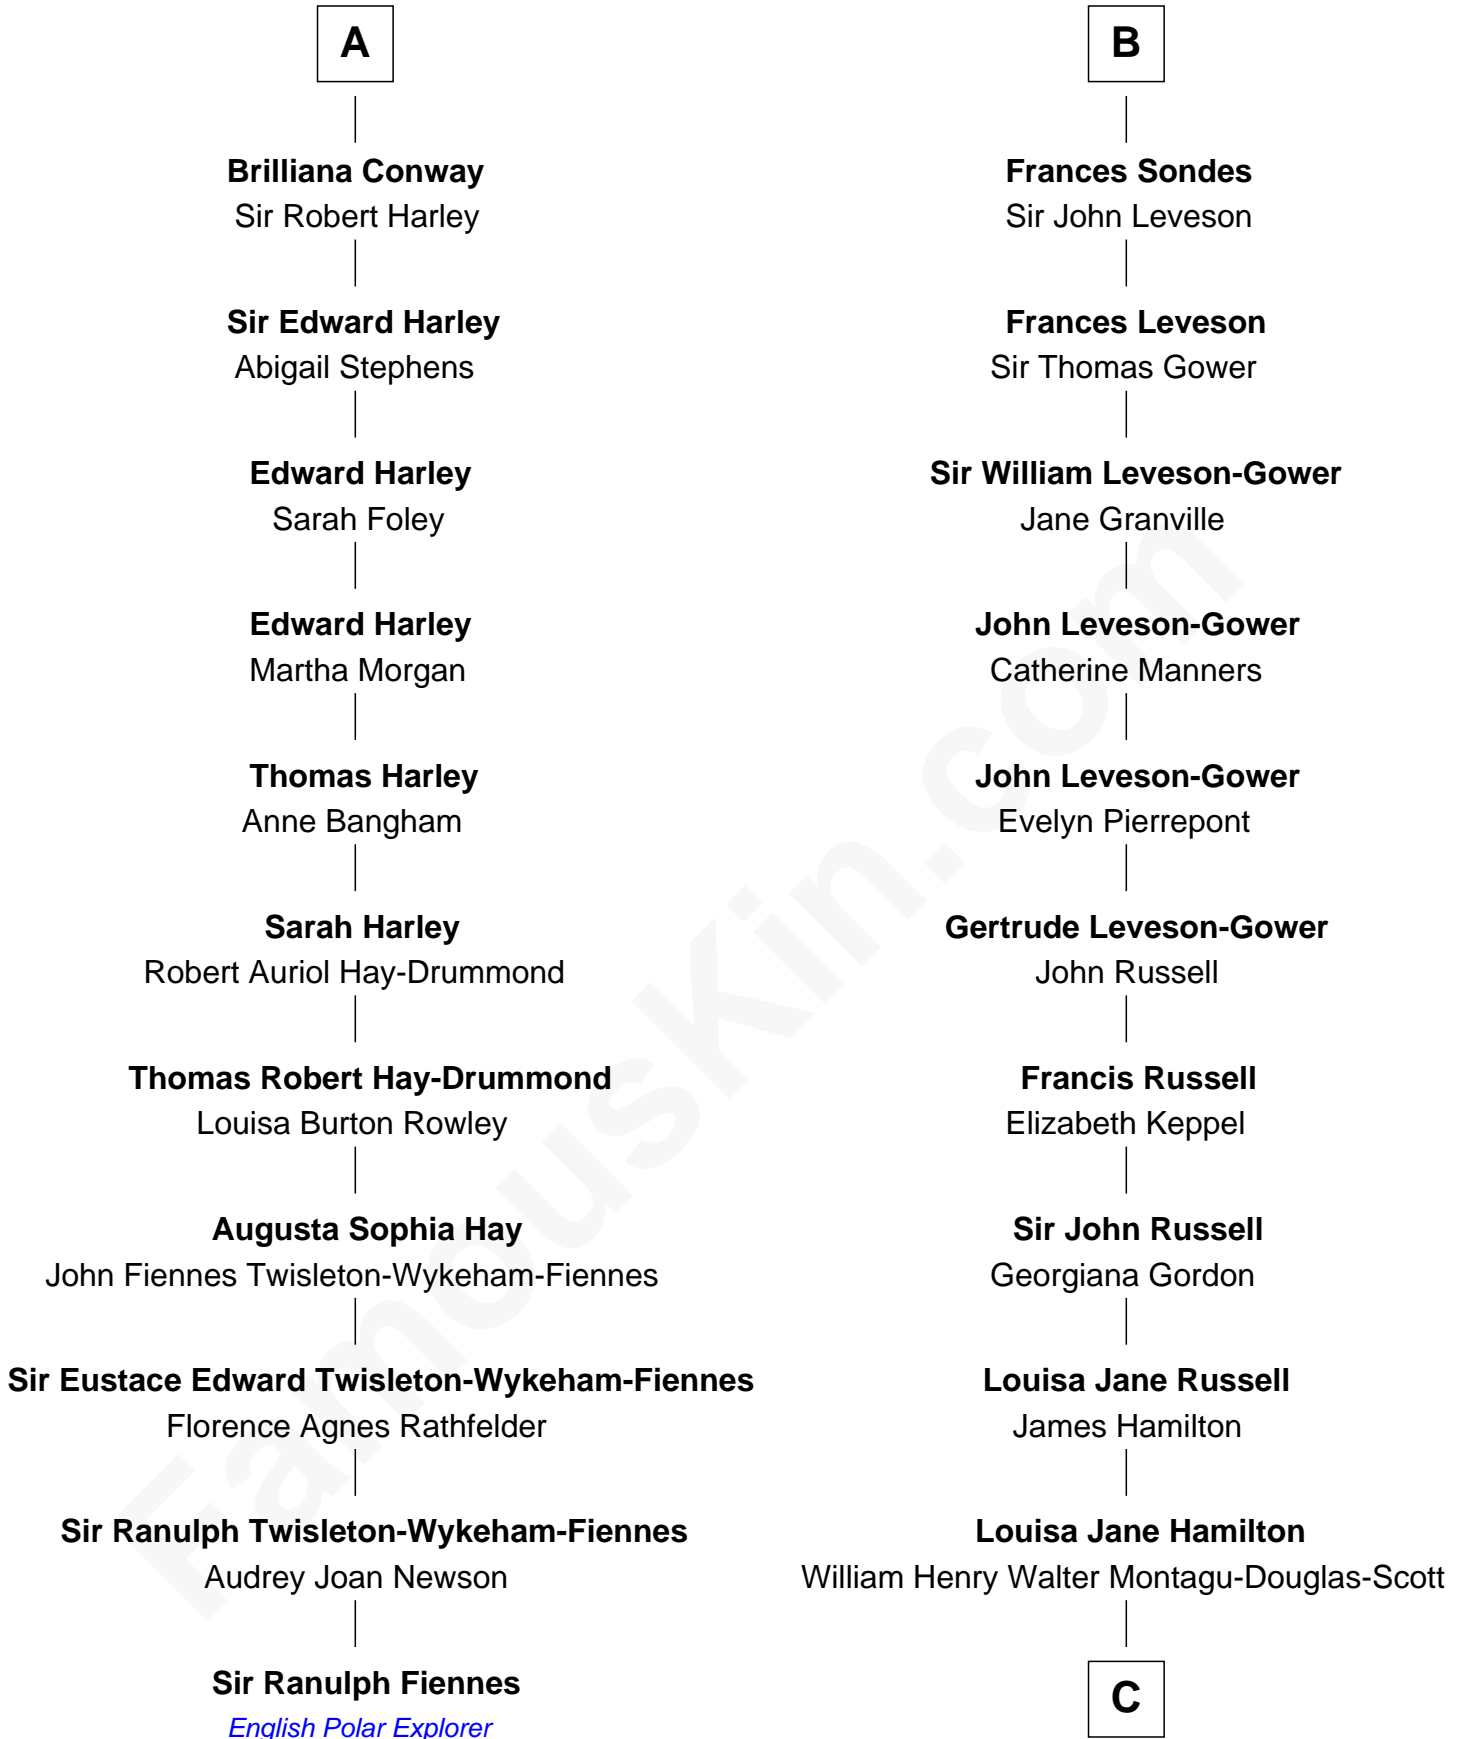 A
Brilliana Conway
Sir Robert Harley
Sir Edward Harley
Abigail Stephens
Edward Harley
Sarah Foley
Edward Harley
Martha Morgan
Thomas Harley
Anne Bangham
Sarah Harley
Robert Auriol Hay-Drummond
Thomas Robert Hay-Drummond
Louisa Burton Rowley
Augusta Sophia Hay
John Fiennes Twisleton-Wykeham-Fiennes
Sir Eustace Edward Twisleton-Wykeham-Fiennes
Florence Agnes Rathfelder
Sir Ranulph Twisleton-Wykeham-Fiennes
Audrey Joan Newson
Sir Ranulph Fiennes
English Polar Explorer
B
Frances Sondes
Sir John Leveson
Frances Leveson
Sir Thomas Gower
Sir William Leveson-Gower
Jane Granville
John Leveson-Gower
Catherine Manners
John Leveson-Gower
Evelyn Pierrepont
Gertrude Leveson-Gower
John Russell
Francis Russell
Elizabeth Keppel
Sir John Russell
Georgiana Gordon
Louisa Jane Russell
James Hamilton
Louisa Jane Hamilton
William Henry Walter Montagu-Douglas-Scott
C
FamousKin.com